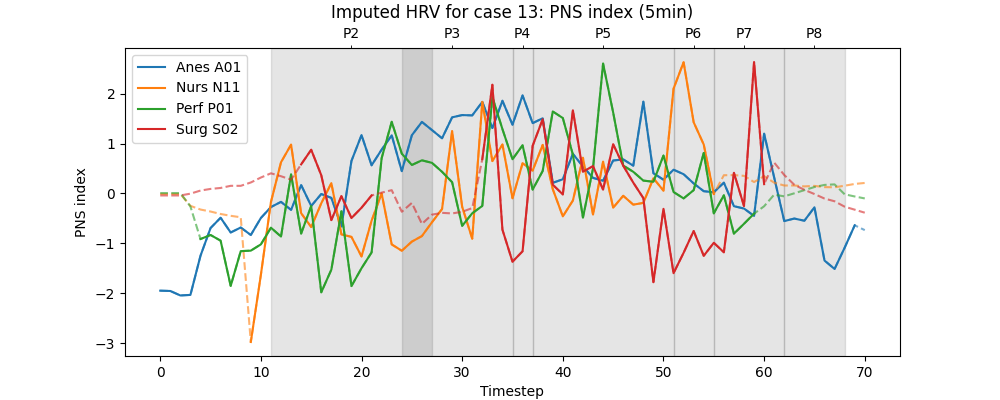 Imputed HRV for case 13: PNS index (5min)
P2 P3 P4 P5 P6 P7 P8
Anes A01
Nurs N11
Perf P01
Surg S02
PNS index
2
1
0
−1
−2
−3
0 10 20 30 40 50 60 70
Timestep